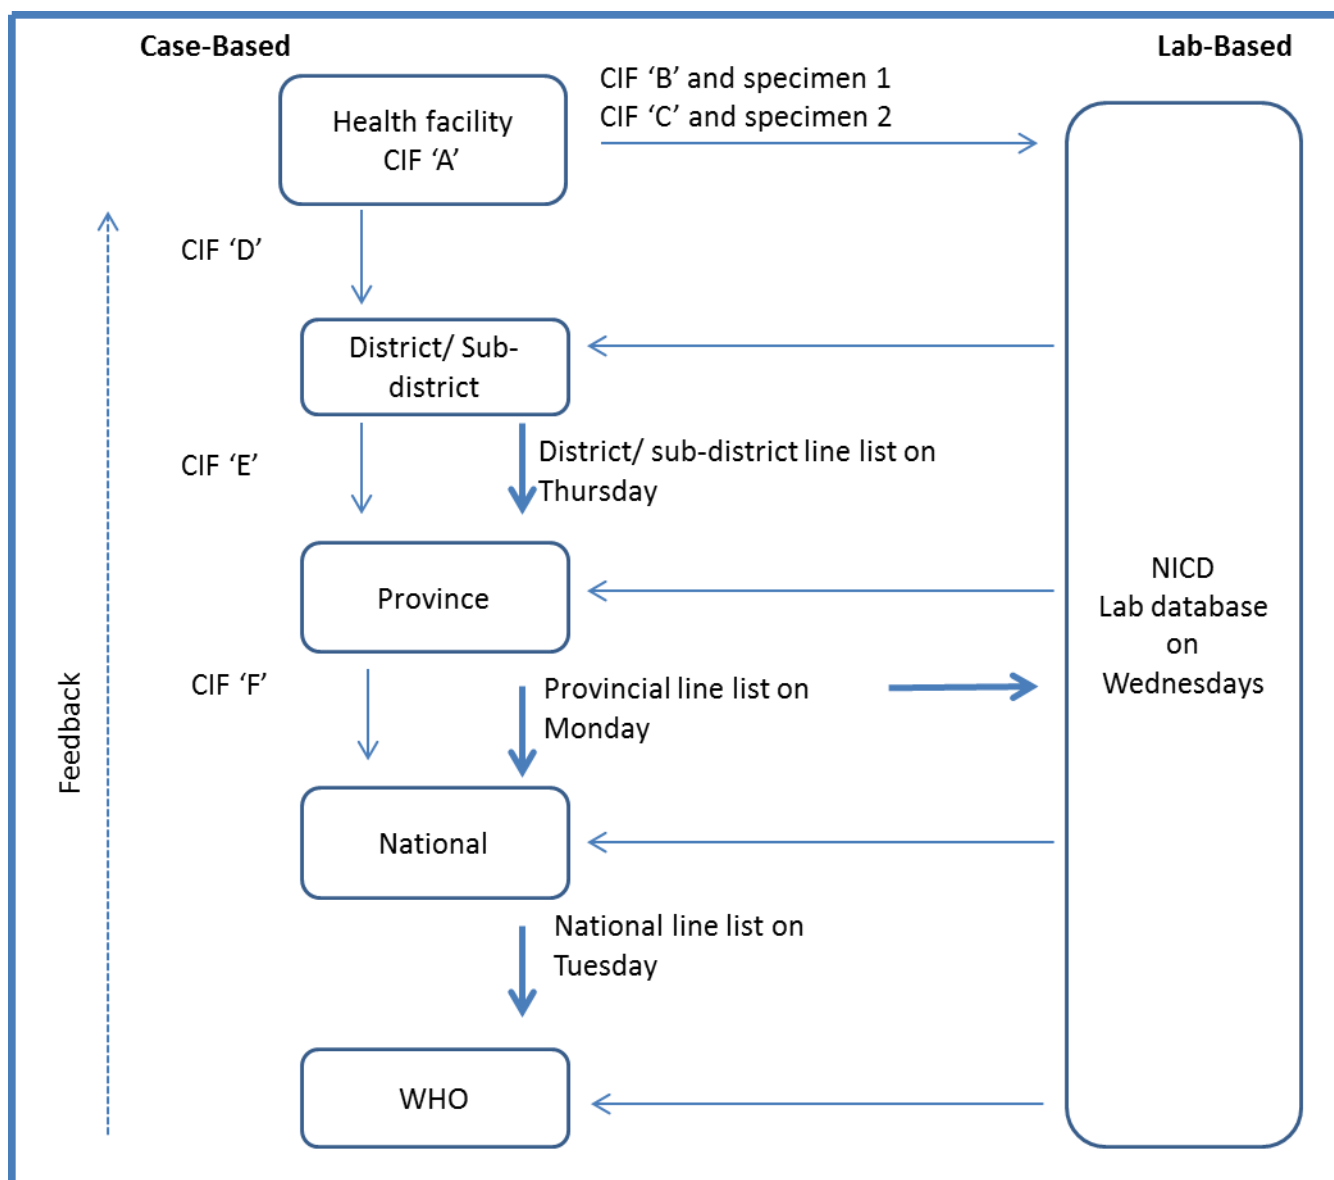 Case-Based
Lab-Based
CIF ‘B’ and specimen 1
CIF ‘C’ and specimen 2
Health facility
CIF ‘A’
CIF ‘D’
District/ Sub-
district
CIF ‘E’
District/ sub-district line list on
Thursday
Province
NICD
Lab database
on
Wednesdays
CIF ‘F’
Provincial line list on
Monday
Feedback
National
National line list on
Tuesday
WHO